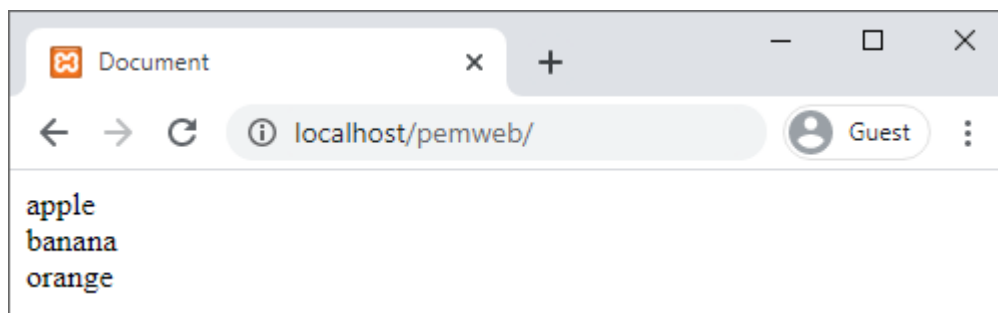 Document
localhost/pemweb/
Guest
apple
banana
orange